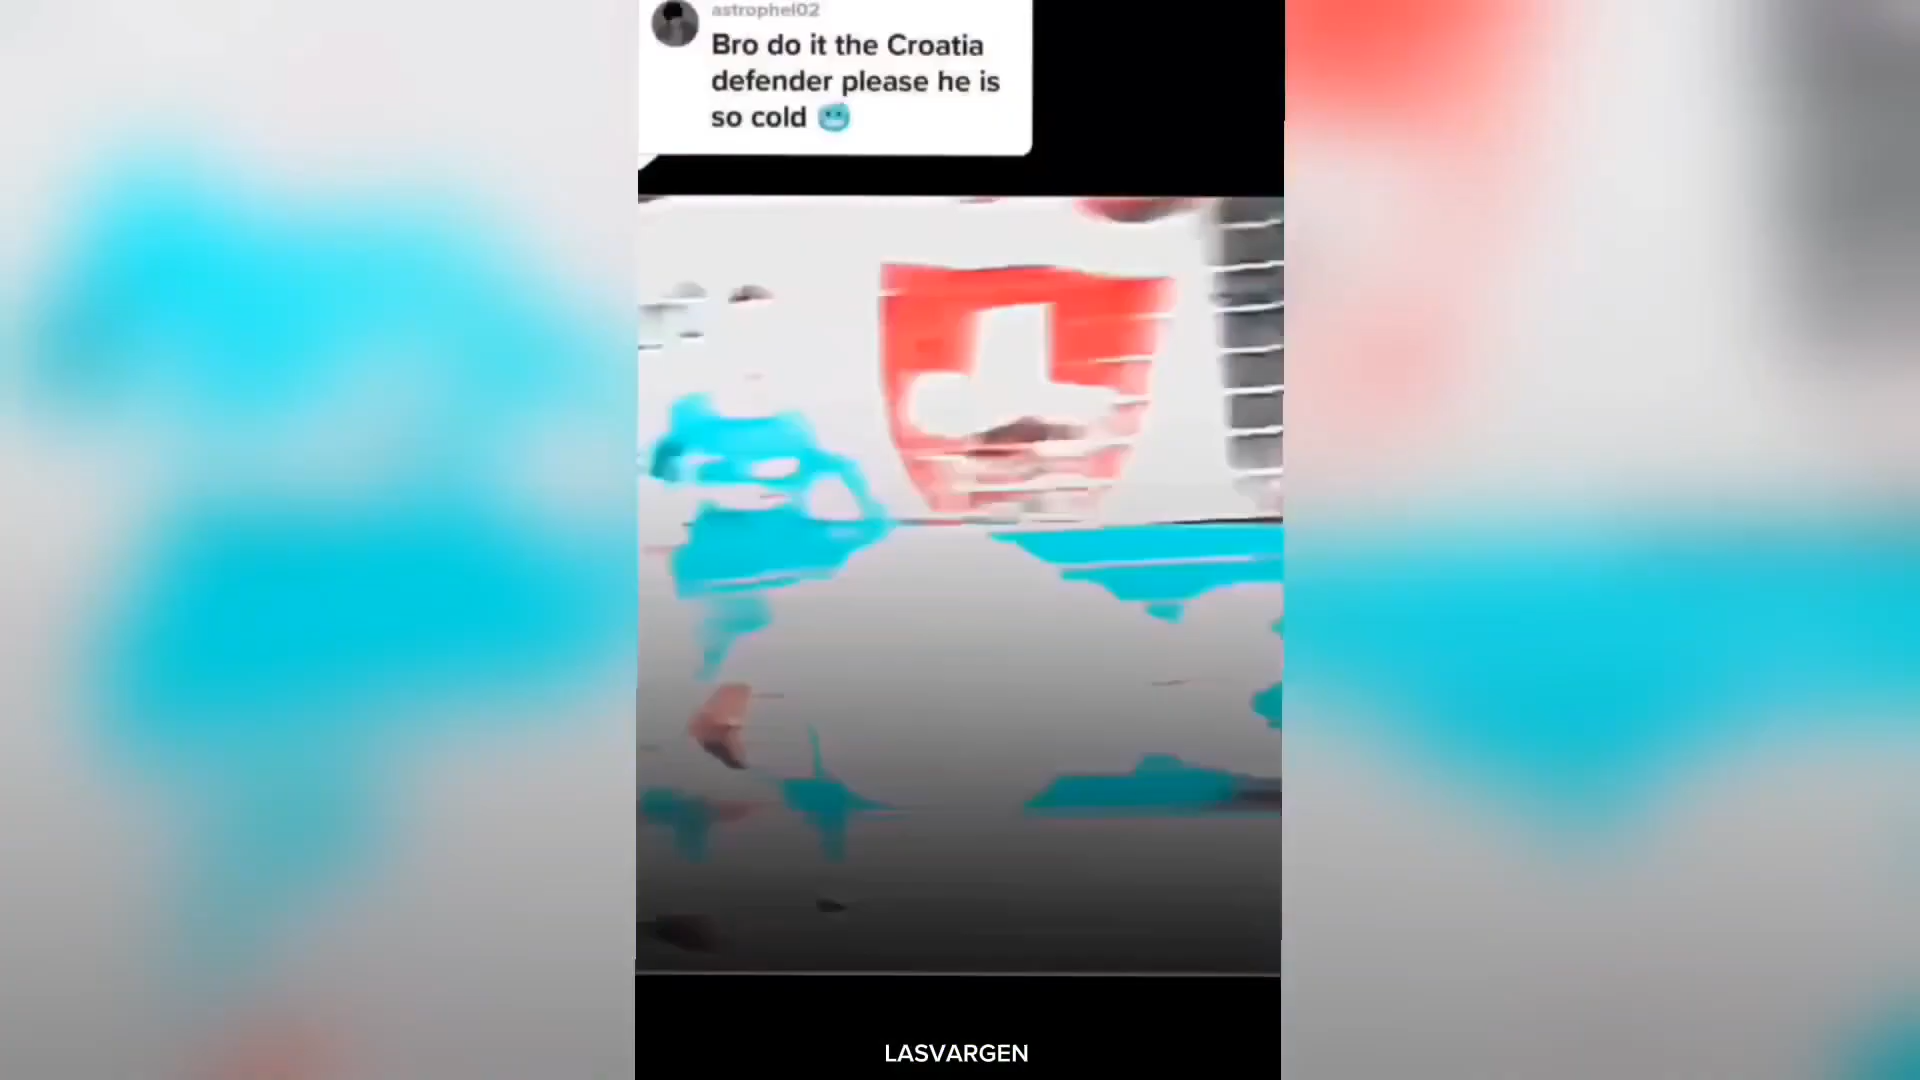 astrophel02
Bro do it the Croatia
defender please he is
so cold 🥶
LASVARGEN